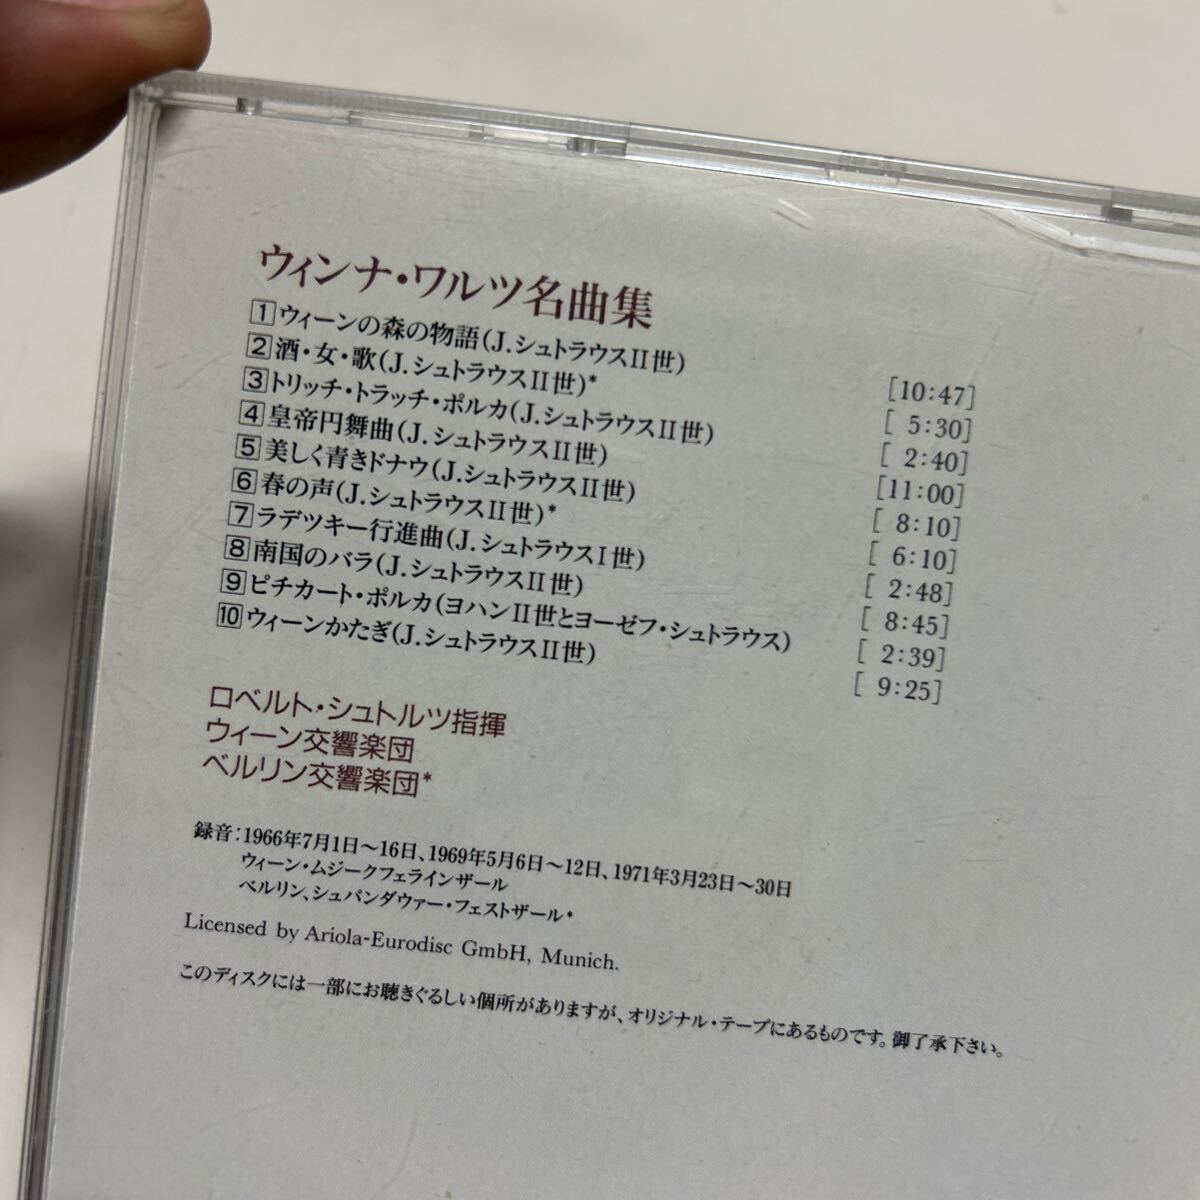 ウィンナ・ワルツ名曲集
1 ウィーンの森の物語(J.シュトラウスII世) [10:47]
2 酒・女・歌(J.シュトラウスII世)* [ 5:30]
3 トリッチ・トラッチ・ポルカ(J.シュトラウスII世) [ 2:40]
4 皇帝円舞曲(J.シュトラウスII世) [11:00]
5 美しく青きドナウ(J.シュトラウスII世) [ 8:10]
6 春の声(J.シュトラウスII世)* [ 6:10]
7 ラデツキー行進曲(J.シュトラウスI世) [ 2:48]
8 南国のバラ(J.シュトラウスII世) [ 8:45]
9 ピチカート・ポルカ(ヨハンII世とヨーゼフ・シュトラウス) [ 2:39]
10 ウィーンかたぎ(J.シュトラウスII世) [ 9:25]
ロベルト・シュトルツ指揮
ウィーン交響楽団
ベルリン交響楽団*
録音:1966年7月1日〜16日、1969年5月6日〜12日、1971年3月23日〜30日
ウィーン・ムジークフェラインザール
ベルリン、シュパンダウァー・フェストザール*
Licensed by Ariola-Eurodisc GmbH, Munich.
このディスクには一部にお聴きぐるしい個所がありますが、オリジナル・テープにあるものです。御了承下さい。